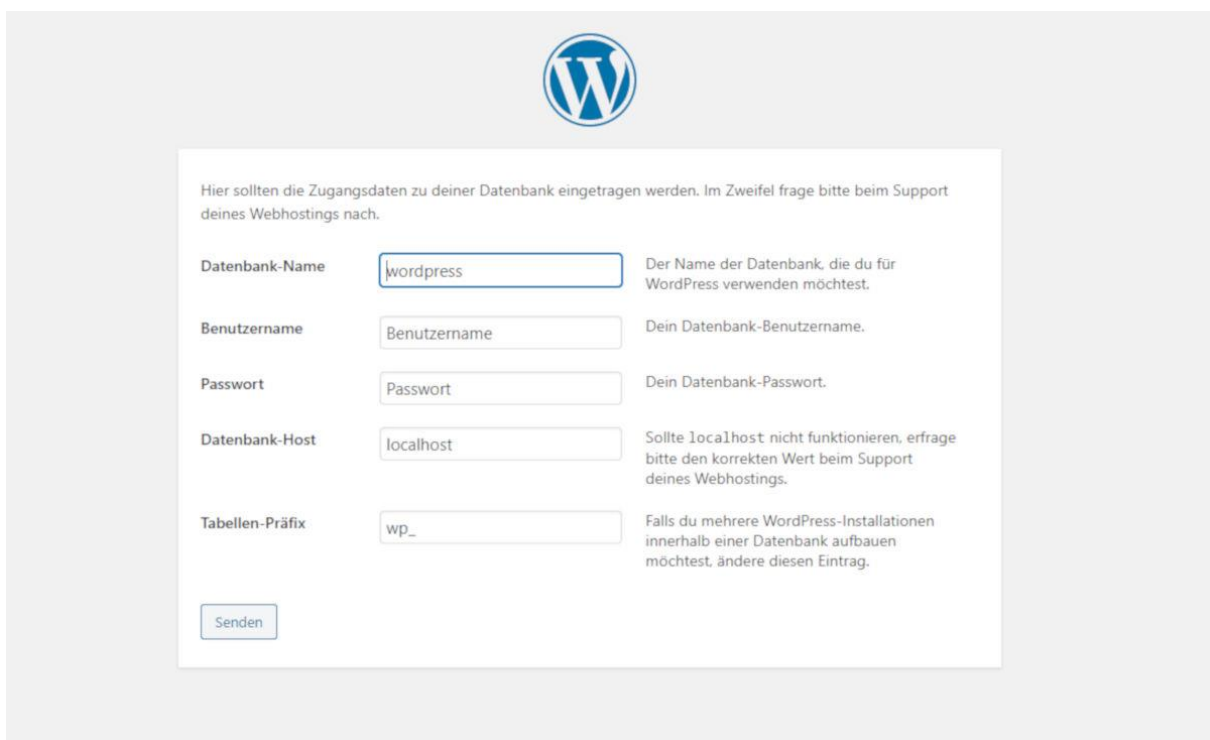 W
Hier sollten die Zugangsdaten zu deiner Datenbank eingetragen werden. Im Zweifel frage bitte beim Support
deines Webhostings nach.
Datenbank-Name
wordpress
Der Name der Datenbank, die du für
WordPress verwenden möchtest.
Benutzername
Benutzername
Dein Datenbank-Benutzername.
Passwort
Passwort
Dein Datenbank-Passwort.
Datenbank-Host
localhost
Sollte localhost nicht funktionieren, erfrage
bitte den korrekten Wert beim Support
deines Webhostings.
Tabellen-Präfix
wp_
Falls du mehrere WordPress-Installationen
innerhalb einer Datenbank aufbauen
möchtest, ändere diesen Eintrag.
Senden